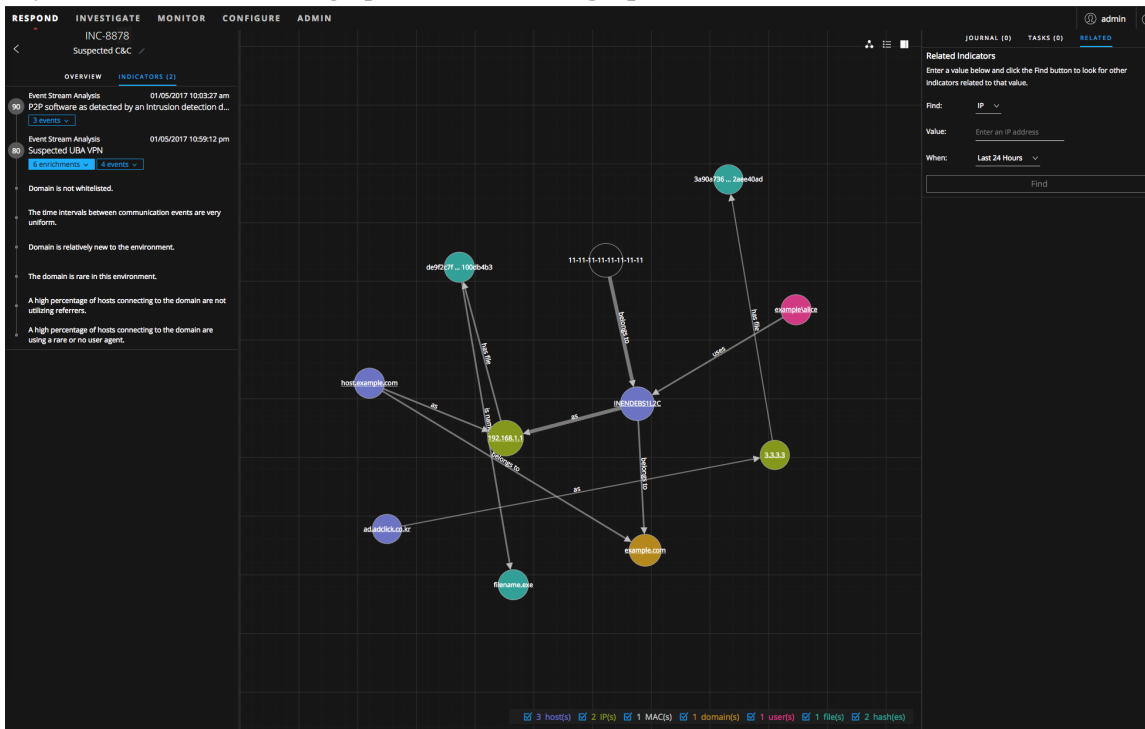 RESPOND INVESTIGATE MONITOR CONFIGURE ADMIN
admin
INC-8878
Suspected C&C
OVERVIEW INDICATORS (2)
Event Stream Analysis 01/05/2017 10:03:27 am
90 P2P software as detected by an Intrusion detection d...
3 events
Event Stream Analysis 01/05/2017 10:59:12 pm
80 Suspected UBA VPN
6 enrichments 4 events
Domain is not whitelisted.
The time intervals between communication events are very
uniform.
Domain is relatively new to the environment.
The domain is rare in this environment.
A high percentage of hosts connecting to the domain are not
utilizing referrers.
A high percentage of hosts connecting to the domain are
using a rare or no user agent.
3a90a736 ... 2aee40ad
de9f2c7f ... 100db4b3
11-11-11-11-11-11-11-11
example\alice
has file
belongs to
uses
has file
host.example.com
INENDEBS1L2C
as
as
is nam
192.168.1.1
belongs to
belongs to
3.3.3.3
as
ad.adclick.co.kr
example.com
filename.exe
3 host(s) 2 IP(s) 1 MAC(s) 1 domain(s) 1 user(s) 1 file(s) 2 hash(es)
JOURNAL (0) TASKS (0) RELATED
Related Indicators
Enter a value below and click the Find button to look for other
indicators related to that value.
Find: IP
Value: Enter an IP address
When: Last 24 Hours
Find